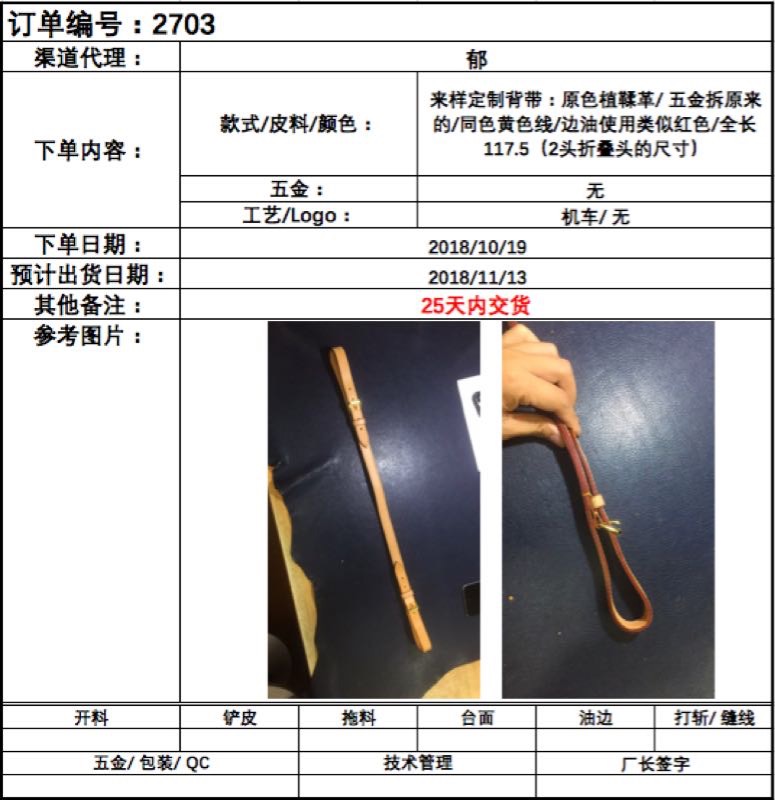 订单编号：2703
渠道代理：
郁
下单内容：
款式/皮料/颜色：
来样定制背带：原色植鞣革/ 五金拆原来
的/同色黄色线/边油使用类似红色/全长
117.5（2头折叠头的尺寸）
五金：
无
工艺/Logo：
机车/ 无
下单日期：
2018/10/19
预计出货日期：
2018/11/13
其他备注：
25天内交货
参考图片：
开料
铲皮
拖料
台面
油边
打斩/ 缝线
五金/ 包装/ QC
技术管理
厂长签字